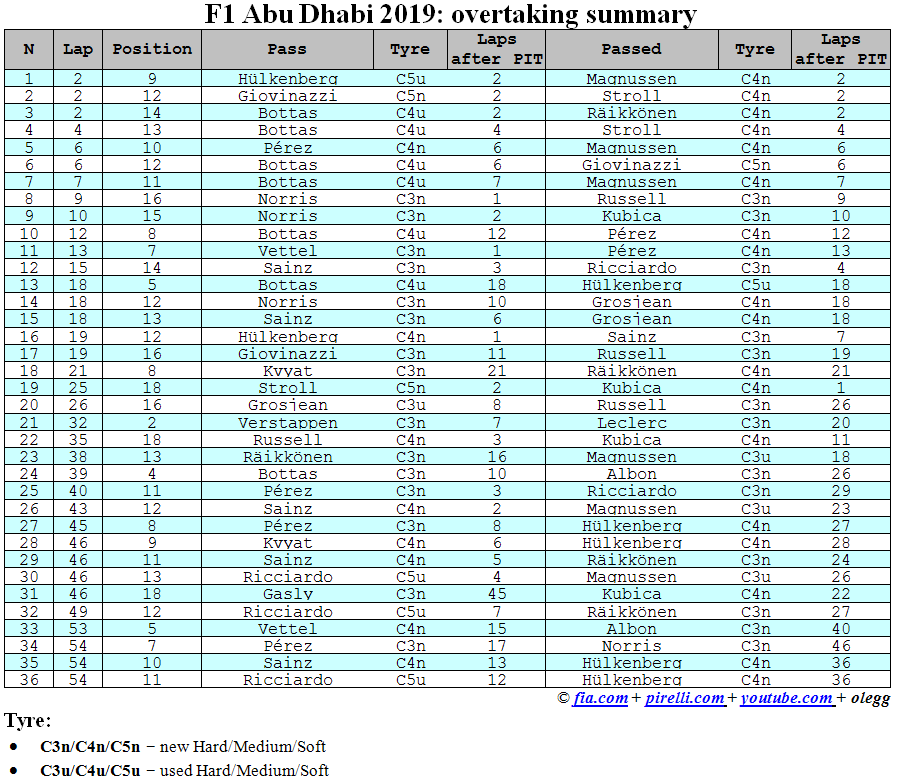 F1 Abu Dhabi 2019: overtaking summary
N Lap Position Pass Tyre Laps after PIT Passed Tyre Laps after PIT
1 2 9 Hülkenberg C5u 2 Magnussen C4n 2
2 2 12 Giovinazzi C5n 2 Stroll C4n 2
3 2 14 Bottas C4u 2 Räikkönen C4n 2
4 4 13 Bottas C4u 4 Stroll C4n 4
5 6 10 Pérez C4n 6 Magnussen C4n 6
6 6 12 Bottas C4u 6 Giovinazzi C5n 6
7 7 11 Bottas C4u 7 Magnussen C4n 7
8 9 16 Norris C3n 1 Russell C3n 9
9 10 15 Norris C3n 2 Kubica C3n 10
10 12 8 Bottas C4u 12 Pérez C4n 12
11 13 7 Vettel C3n 1 Pérez C4n 13
12 15 14 Sainz C3n 3 Ricciardo C3n 4
13 18 5 Bottas C4u 18 Hülkenberg C5u 18
14 18 12 Norris C3n 10 Grosjean C4n 18
15 18 13 Sainz C3n 6 Grosjean C4n 18
16 19 12 Hülkenberg C4n 1 Sainz C3n 7
17 19 16 Giovinazzi C3n 11 Russell C3n 19
18 21 8 Kvyat C3n 21 Räikkönen C4n 21
19 25 18 Stroll C5n 2 Kubica C4n 1
20 26 16 Grosjean C3u 8 Russell C3n 26
21 32 2 Verstappen C3n 7 Leclerc C3n 20
22 35 18 Russell C4n 3 Kubica C4n 11
23 38 13 Räikkönen C3n 16 Magnussen C3u 18
24 39 4 Bottas C3n 10 Albon C3n 26
25 40 11 Pérez C3n 3 Ricciardo C3n 29
26 43 12 Sainz C4n 2 Magnussen C3u 23
27 45 8 Pérez C3n 8 Hülkenberg C4n 27
28 46 9 Kvyat C4n 6 Hülkenberg C4n 28
29 46 11 Sainz C4n 5 Räikkönen C3n 24
30 46 13 Ricciardo C5u 4 Magnussen C3u 26
31 46 18 Gasly C3n 45 Kubica C4n 22
32 49 12 Ricciardo C5u 7 Räikkönen C3n 27
33 53 5 Vettel C4n 15 Albon C3n 40
34 54 7 Pérez C3n 17 Norris C3n 46
35 54 10 Sainz C4n 13 Hülkenberg C4n 36
36 54 11 Ricciardo C5u 12 Hülkenberg C4n 36
© fia.com + pirelli.com + youtube.com + olegg
Tyre:
● C3n/C4n/C5n – new Hard/Medium/Soft
● C3u/C4u/C5u – used Hard/Medium/Soft